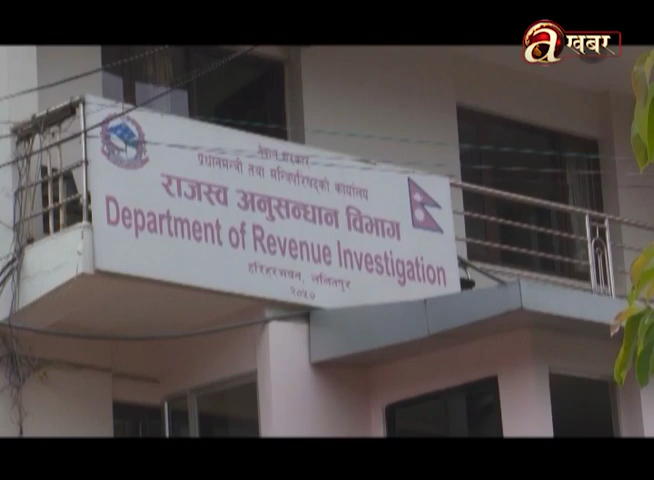 a खबर
नेपाल सरकार
प्रधानमन्त्री तथा मन्त्रिपरिषद्को कार्यालय
राजस्व अनुसन्धान विभाग
Department of Revenue Investigation
हरिहरभवन, ललितपुर
२०५२